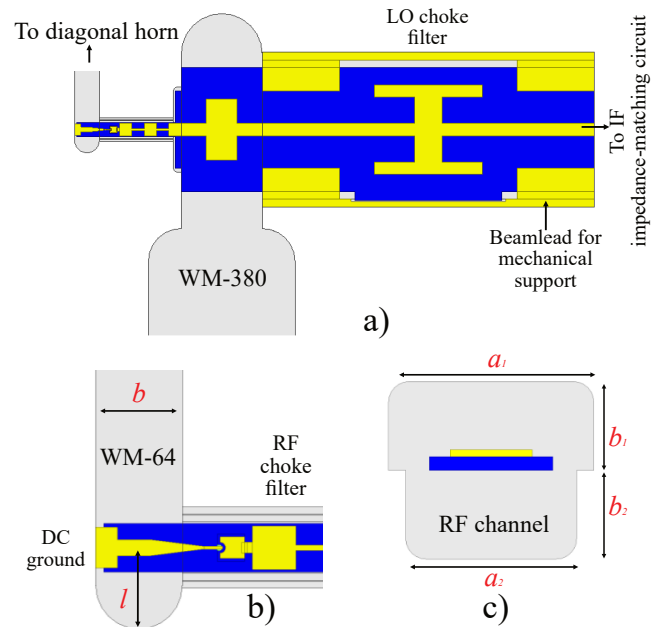 To diagonal horn
LO choke
filter
To IF
impedance-matching circuit
WM-380
Beamlead for
mechanical
support
a)
b
WM-64
RF
choke
filter
DC
ground
l
b)
a1
b1
b2
RF channel
a2
c)